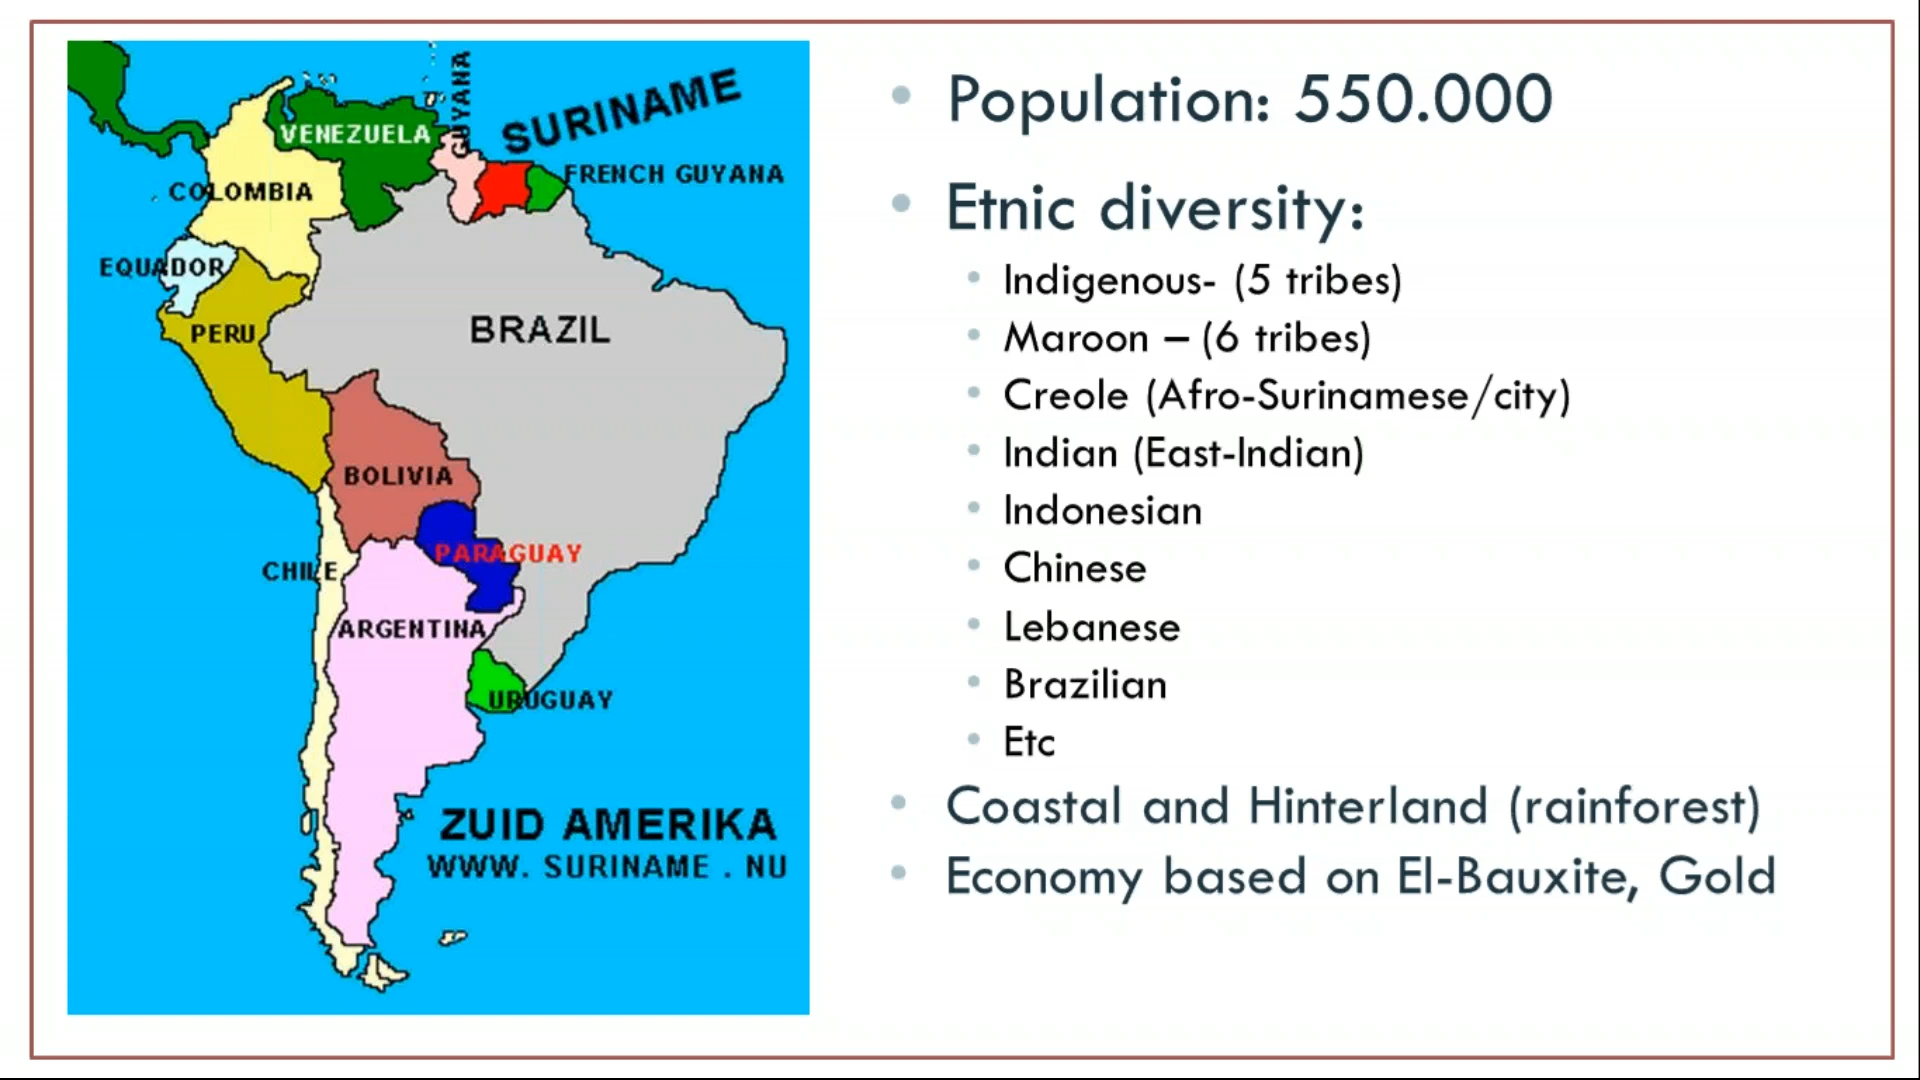 GUYANA
SURINAME
VENEZUELA
FRENCH GUYANA
COLOMBIA
EQUADOR
PERU
BRAZIL
BOLIVIA
PARAGUAY
CHILE
ARGENTINA
URUGUAY
ZUID AMERIKA
WWW. SURINAME . NU
• Population: 550.000
• Etnic diversity:
• Indigenous- (5 tribes)
• Maroon – (6 tribes)
• Creole (Afro-Surinamese/city)
• Indian (East-Indian)
• Indonesian
• Chinese
• Lebanese
• Brazilian
• Etc
• Coastal and Hinterland (rainforest)
• Economy based on El-Bauxite, Gold